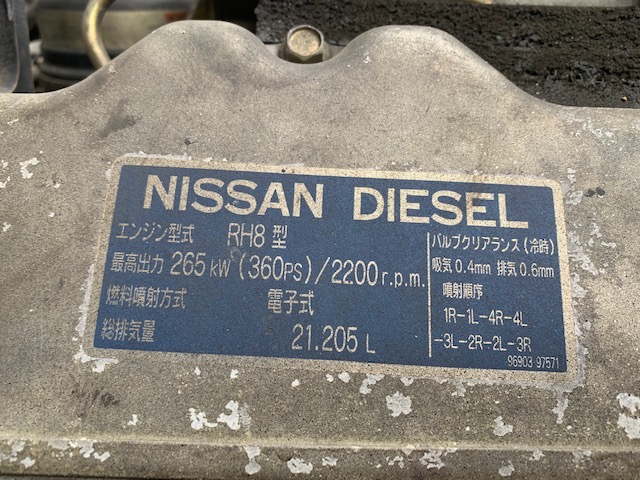 NISSAN DIESEL
エンジン型式 RH8 型
最高出力 265 kW (360PS)/2200 r.p.m.
燃料噴射方式 電子式
総排気量 21.205 L
バルブクリアランス (冷時)
吸気 0.4mm 排気 0.6mm
噴射順序
1R-1L-4R-4L
-3L-2R-2L-3R
96903-97571